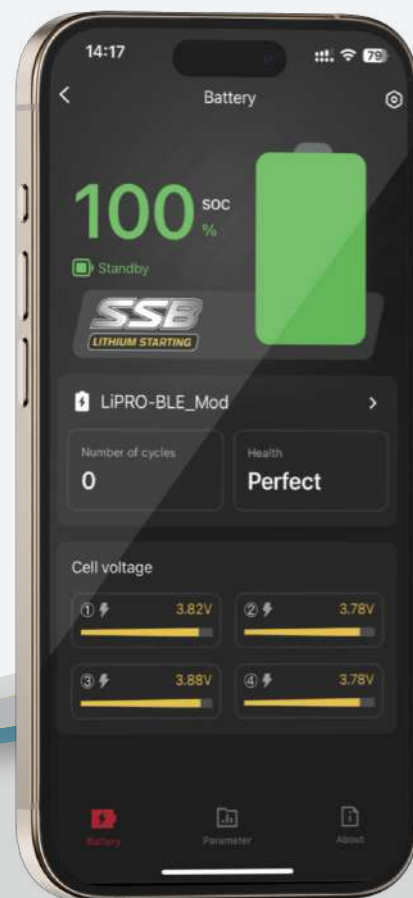 14:17
79
Battery
100 SOC
%
Standby
SSB
LITHIUM STARTING
LiPRO-BLE_Mod
Number of cycles
0
Health
Perfect
Cell voltage
① 3.82V
② 3.78V
③ 3.88V
④ 3.78V
Battery
Parameter
About